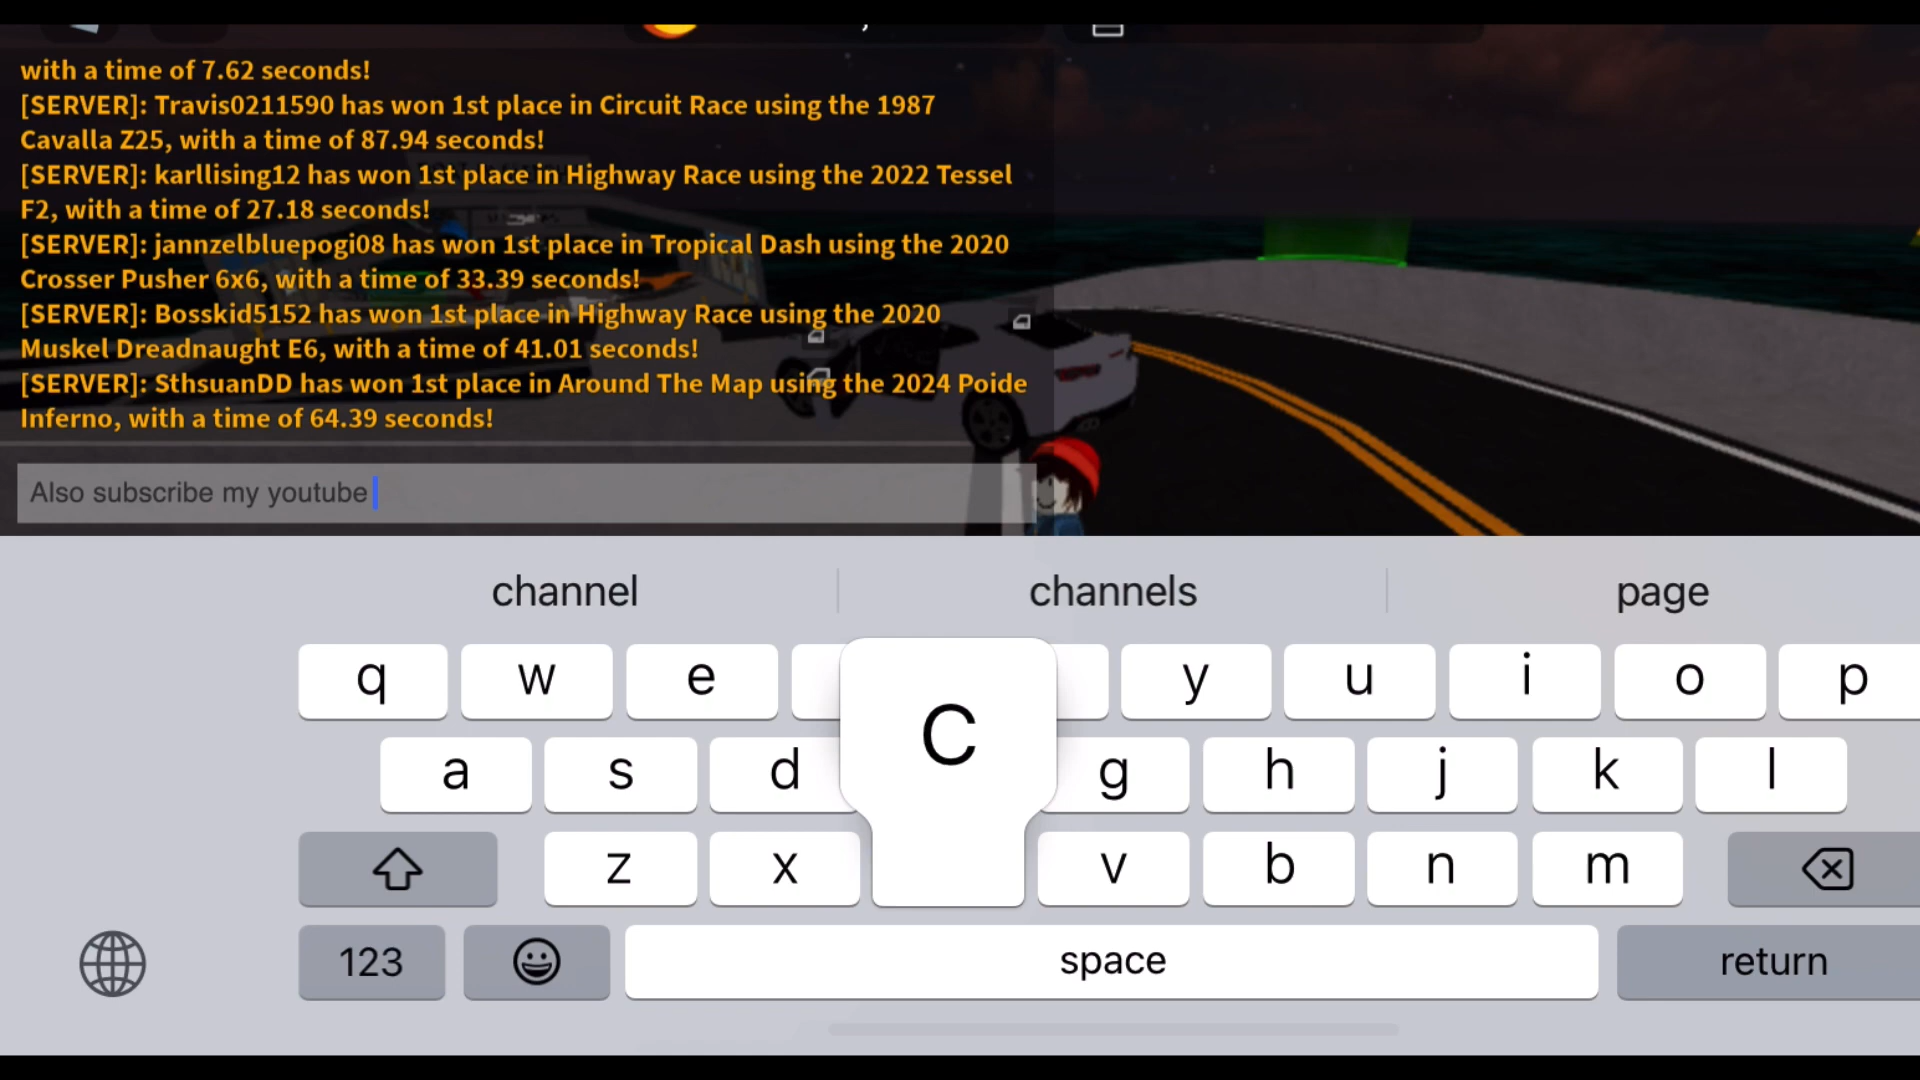 with a time of 7.62 seconds!
[SERVER]: Travis0211590 has won 1st place in Circuit Race using the 1987
Cavalla Z25, with a time of 87.94 seconds!
[SERVER]: karllising12 has won 1st place in Highway Race using the 2022 Tessel
F2, with a time of 27.18 seconds!
[SERVER]: jannzelbluepogi08 has won 1st place in Tropical Dash using the 2020
Crosser Pusher 6x6, with a time of 33.39 seconds!
[SERVER]: Bosskid5152 has won 1st place in Highway Race using the 2020
Muskel Dreadnaught E6, with a time of 41.01 seconds!
[SERVER]: SthsuanDD has won 1st place in Around The Map using the 2024 Poide
Inferno, with a time of 64.39 seconds!
Also subscribe my youtube
channel channels page
q w e y u i o p
a s d C g h j k l
z x v b n m
123 space return